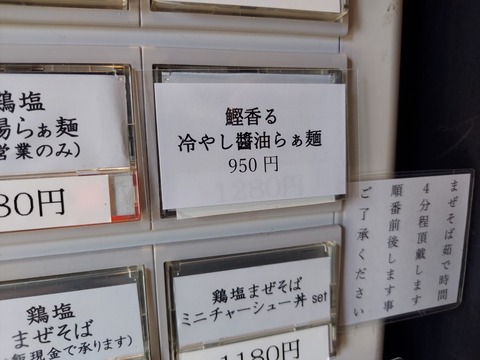 鶏塩
湯らぁ麺
営業のみ)
80円
鰹香る
冷やし醬油らぁ麺
950円
1280円
まぜそば茹で時間
4分程頂戴します
順番前後します事
ご了承ください
鶏塩
まぜそば
現金で承ります)
鶏塩まぜそば
ミニチャーシュー丼 set
1180円